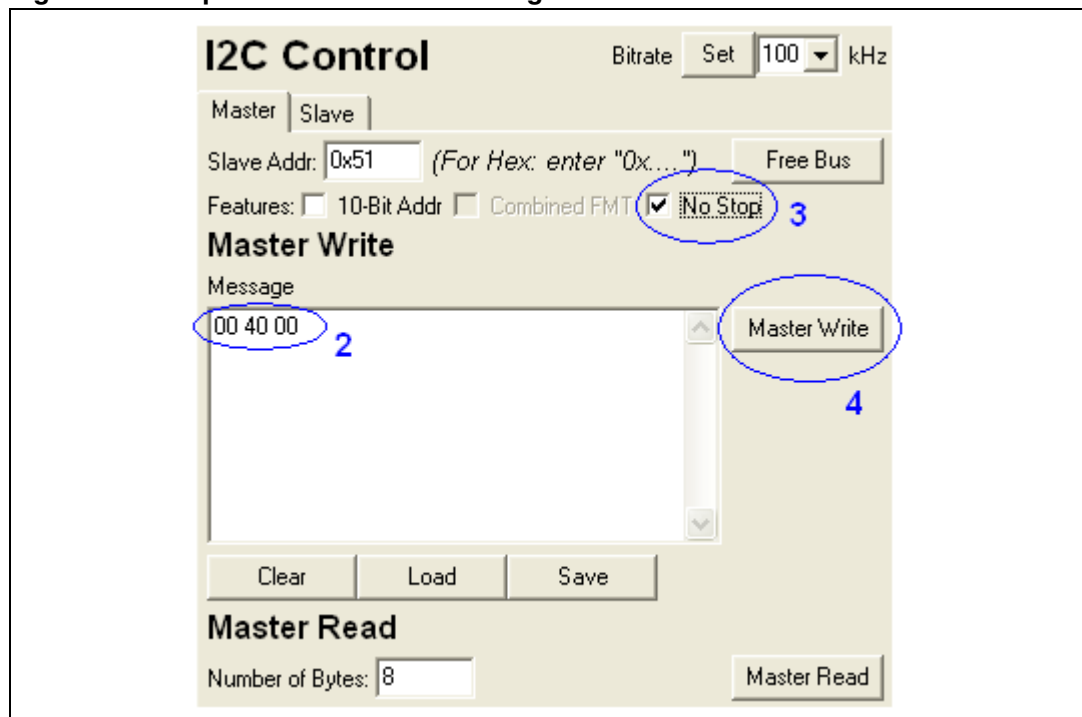 I2C Control Bitrate Set 100 kHz
Master Slave
Slave Addr: 0x51 (For Hex: enter "0x....") Free Bus
Features: 10-Bit Addr Combined FMT No Stop 3
Master Write
Message
00 40 00 2 Master Write
4
Clear Load Save
Master Read
Number of Bytes: 8 Master Read